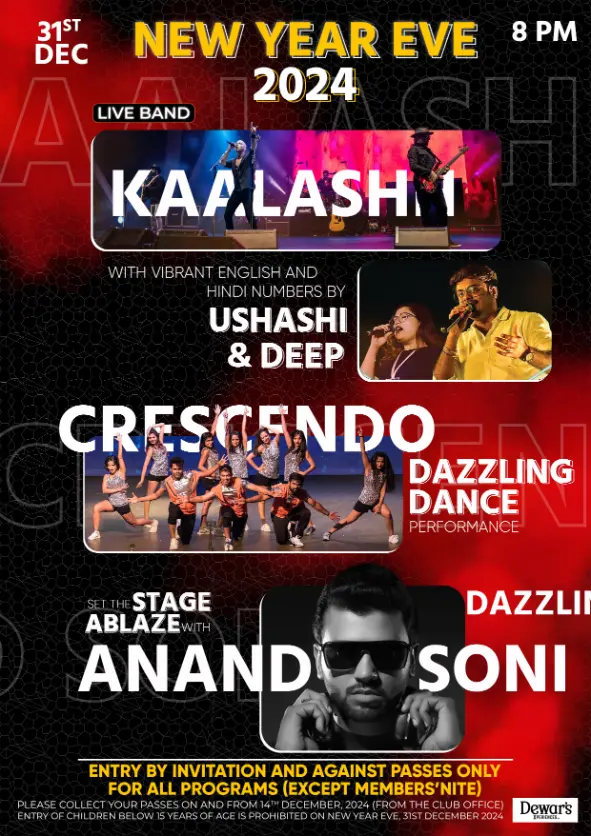 31ST
DEC
NEW YEAR EVE
8 PM
2024
LIVE BAND
KAALASHH
WITH VIBRANT ENGLISH AND
HINDI NUMBERS BY
USHASHI
& DEEP
CRESCENDO
DAZZLING
DANCE
PERFORMANCE
SET THE STAGE
ABLAZE WITH
DAZZLIN
ANAND SONI
ENTRY BY INVITATION AND AGAINST PASSES ONLY
FOR ALL PROGRAMS (EXCEPT MEMBERS'NITE)
PLEASE COLLECT YOUR PASSES ON AND FROM 14TH DECEMBER, 2024 (FROM THE CLUB OFFICE)
ENTRY OF CHILDREN BELOW 15 YEARS OF AGE IS PROHIBITED ON NEW YEAR EVE, 31ST DECEMBER 2024
Dewar's